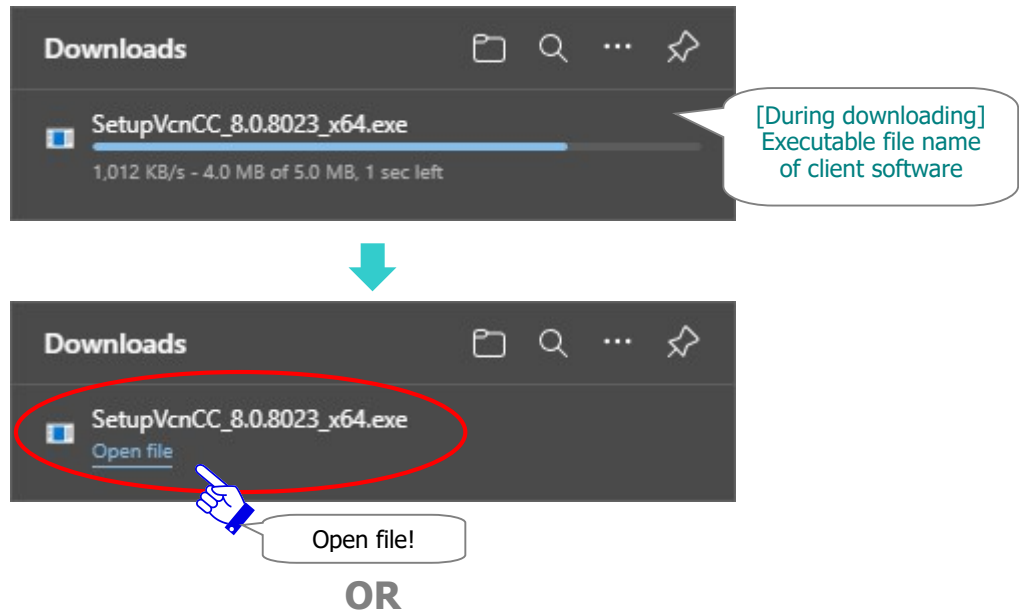 Downloads
SetupVcnCC_8.0.8023_x64.exe
1,012 KB/s - 4.0 MB of 5.0 MB, 1 sec left
[During downloading]
Executable file name
of client software
Downloads
SetupVcnCC_8.0.8023_x64.exe
Open file
Open file!
OR